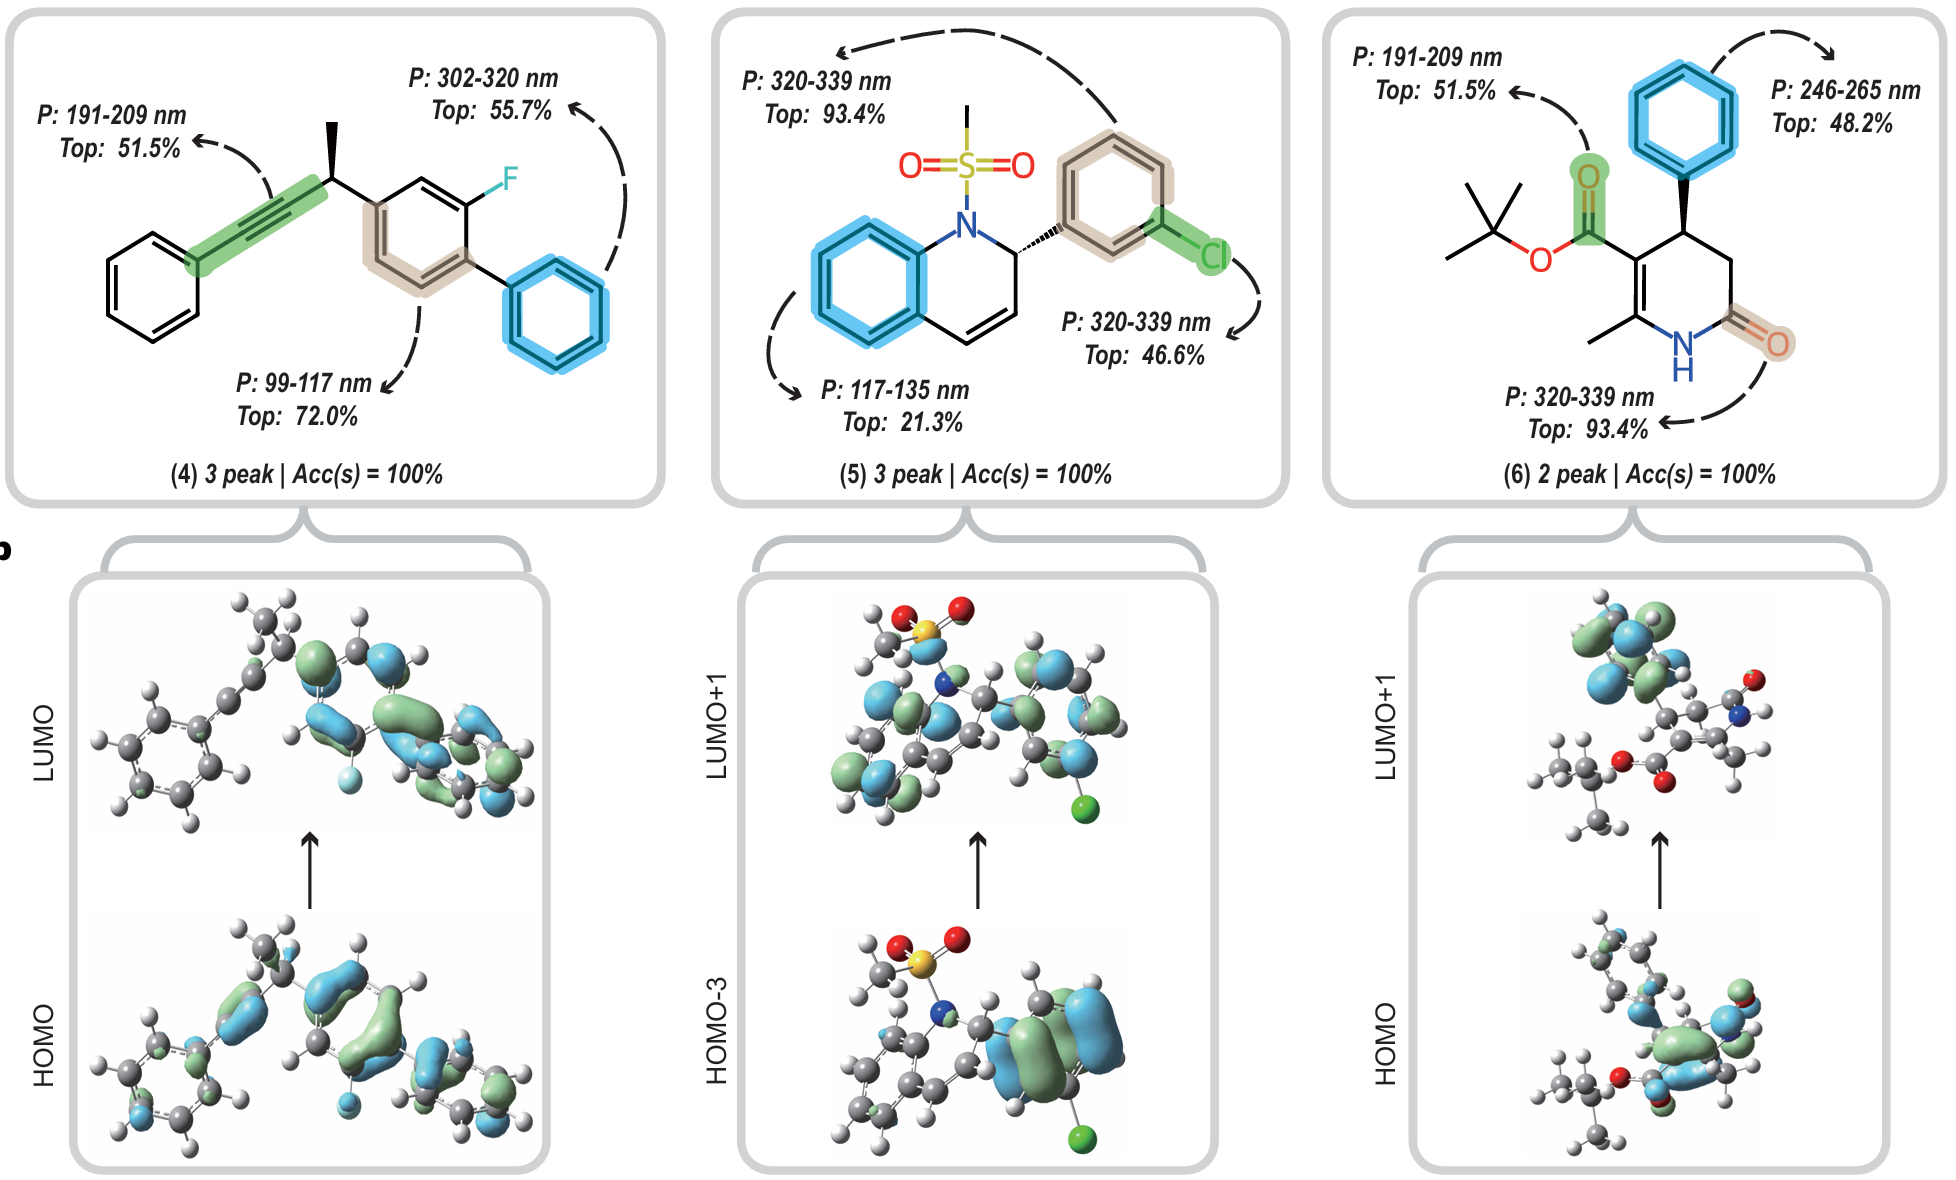 P: 191-209 nm
Top: 51.5%
P: 302-320 nm
Top: 55.7%
F
P: 99-117 nm
Top: 72.0%
(4) 3 peak | Acc(s) = 100%
P: 320-339 nm
Top: 93.4%
O
S
O
N
Cl
P: 320-339 nm
Top: 46.6%
P: 117-135 nm
Top: 21.3%
(5) 3 peak | Acc(s) = 100%
P: 191-209 nm
Top: 51.5%
P: 246-265 nm
Top: 48.2%
O
O
N
H
O
P: 320-339 nm
Top: 93.4%
(6) 2 peak | Acc(s) = 100%
b
LUMO
HOMO
LUMO+1
HOMO-3
LUMO+1
HOMO